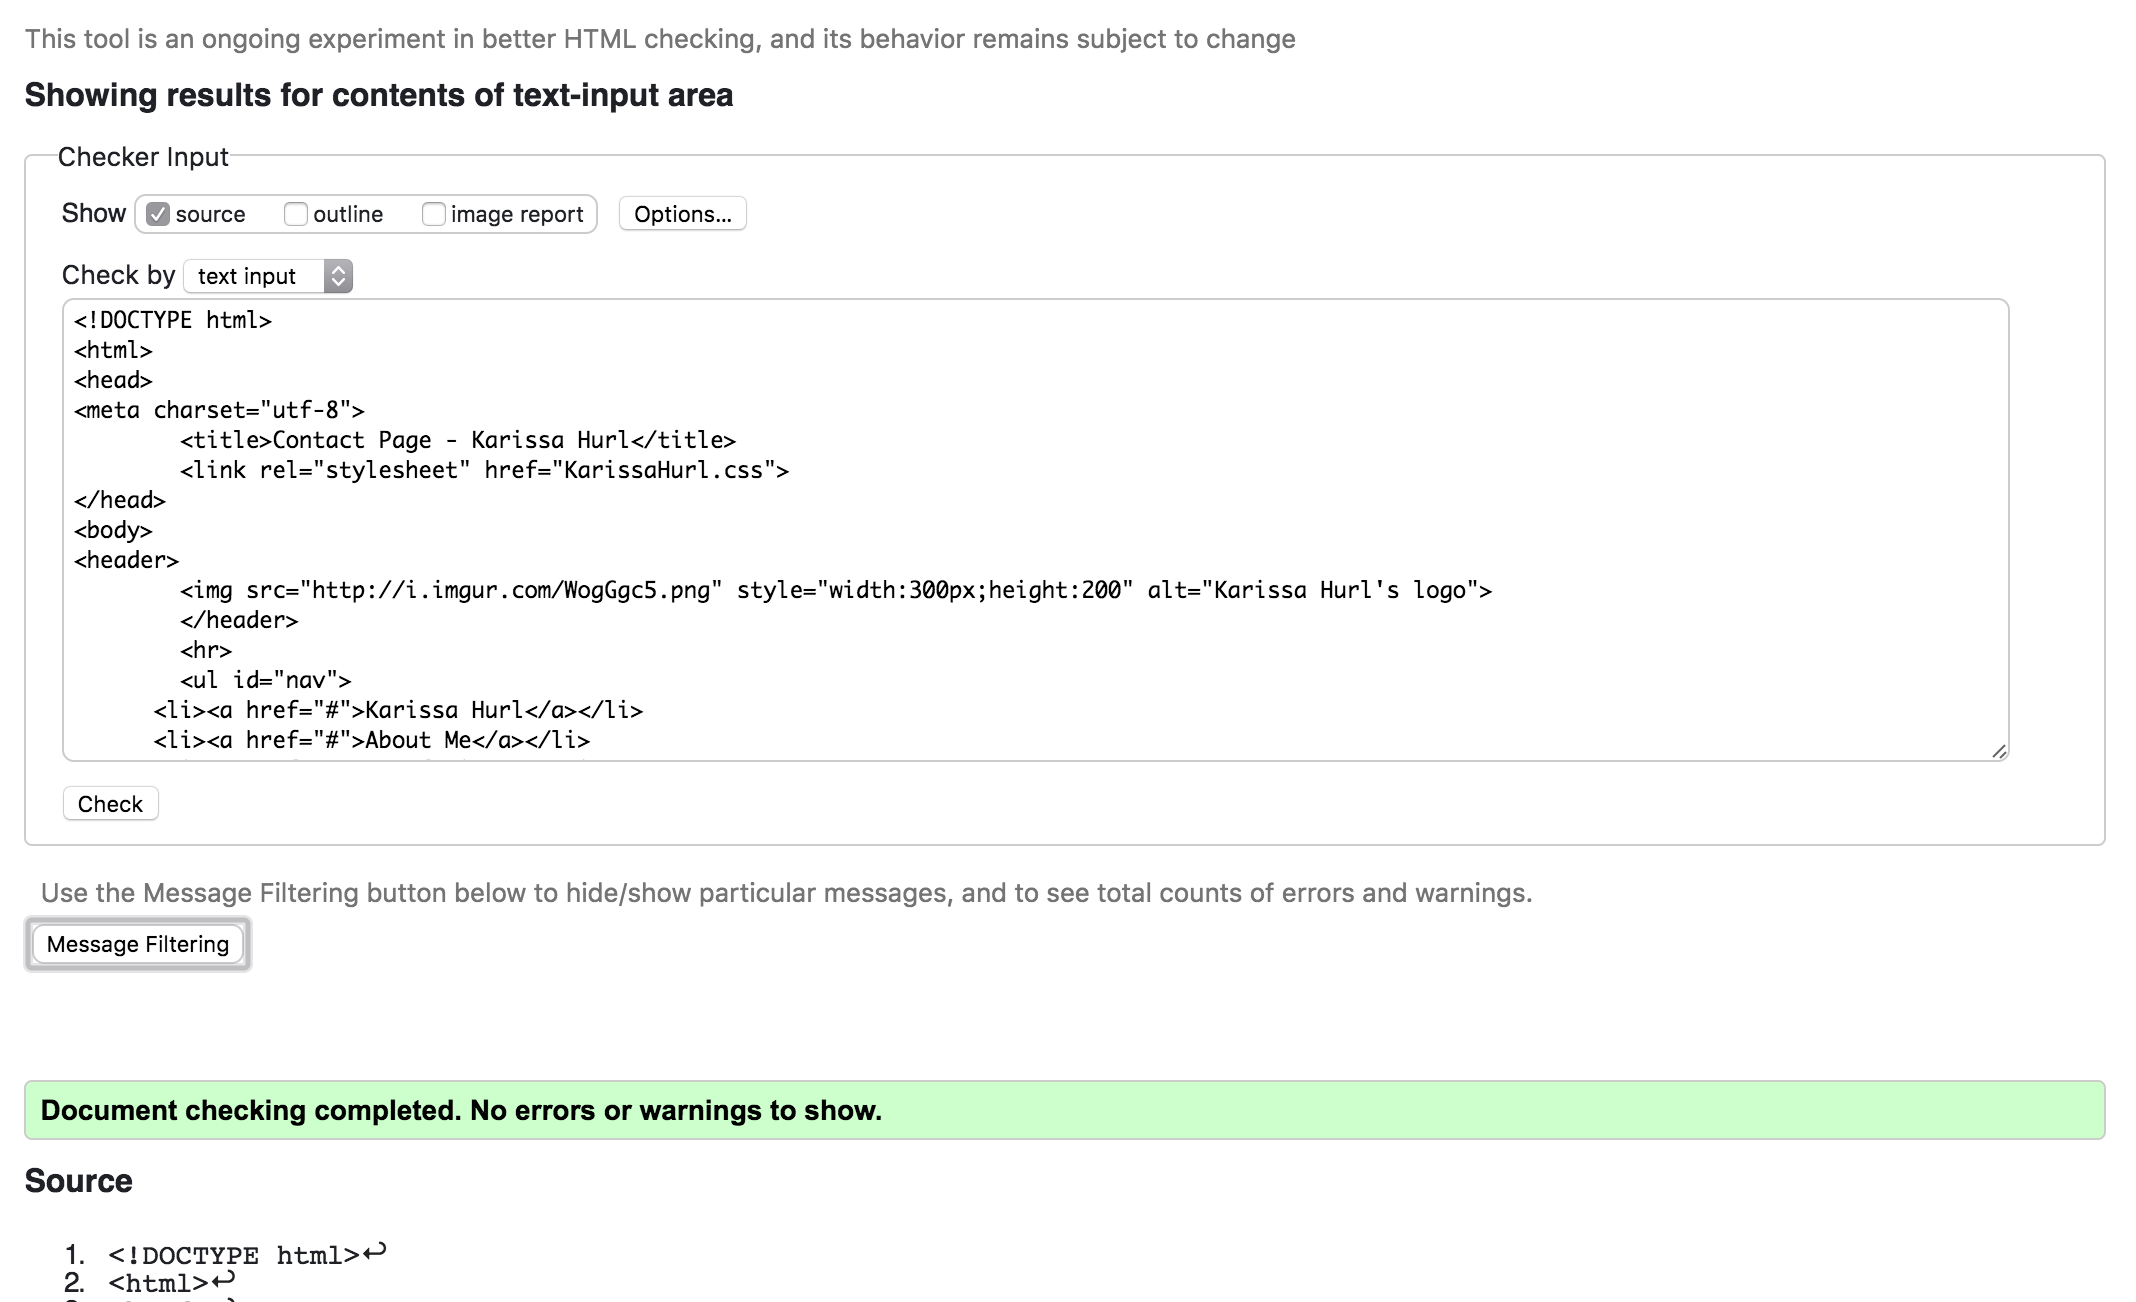 This tool is an ongoing experiment in better HTML checking, and its behavior remains subject to change
Showing results for contents of text-input area
Checker Input
Show source outline image report Options...
Check by text input
<!DOCTYPE html>
<html>
<head>
<meta charset="utf-8">
<title>Contact Page - Karissa Hurl</title>
<link rel="stylesheet" href="KarissaHurl.css">
</head>
<body>
<header>
<img src="http://i.imgur.com/WogGgc5.png" style="width:300px;height:200" alt="Karissa Hurl's logo">
</header>
<hr>
<ul id="nav">
<li><a href="#">Karissa Hurl</a></li>
<li><a href="#">About Me</a></li>
Check
Use the Message Filtering button below to hide/show particular messages, and to see total counts of errors and warnings.
Message Filtering
Document checking completed. No errors or warnings to show.
Source
1. <!DOCTYPE html>↩
2. <html>↩